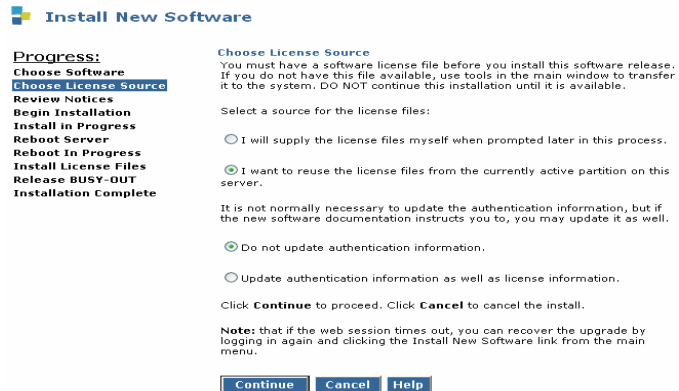 Install New Software
Progress:
Choose Software
Choose License Source
Review Notices
Begin Installation
Install in Progress
Reboot Server
Reboot In Progress
Install License Files
Release BUSY-OUT
Installation Complete
Choose License Source
You must have a software license file before you install this software release.
If you do not have this file available, use tools in the main window to transfer
it to the system. DO NOT continue this installation until it is available.
Select a source for the license files:
I will supply the license files myself when prompted later in this process.
I want to reuse the license files from the currently active partition on this
server.
It is not normally necessary to update the authentication information, but if
the new software documentation instructs you to, you may update it as well.
Do not update authentication information.
Update authentication information as well as license information.
Click Continue to proceed. Click Cancel to cancel the install.
Note: that if the web session times out, you can recover the upgrade by
logging in again and clicking the Install New Software link from the main
menu.
Continue Cancel Help